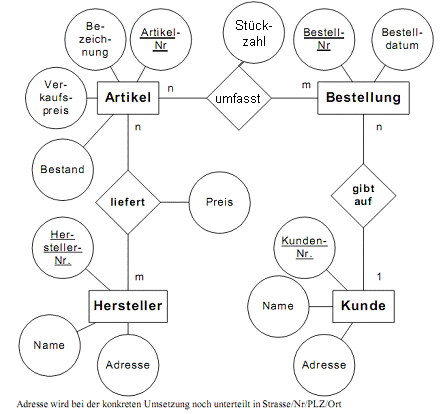 Stück-
zahl
Be-
zeich-
nung
Artikel-
Nr
Bestell-
Nr
Bestell-
datum
Ver-
kaufs-
preis
Artikel
n
umfasst
m
Bestellung
n
n
Bestand
liefert
Preis
gibt
auf
Her-
steller-
Nr.
Kunden-
Nr.
m
1
Hersteller
Name
Kunde
Name
Adresse
Adresse
Adresse wird bei der konkreten Umsetzung noch unterteilt in Strasse/Nr/PLZ/Ort